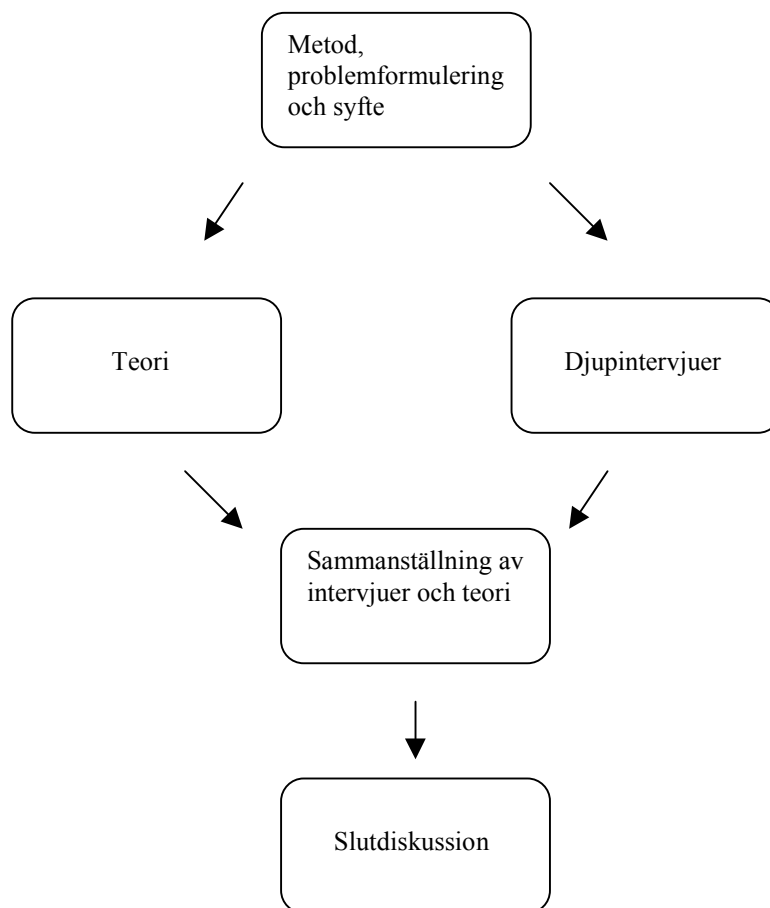 Metod,
problemformulering
och syfte
Teori
Djupintervjuer
Sammanställning av
intervjuer och teori
Slutdiskussion